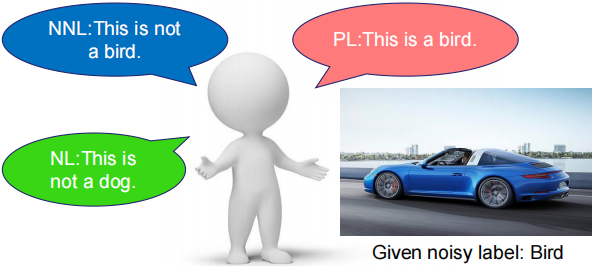 NNL:This is not
a bird.
PL:This is a bird.
NL:This is
not a dog.
Given noisy label: Bird